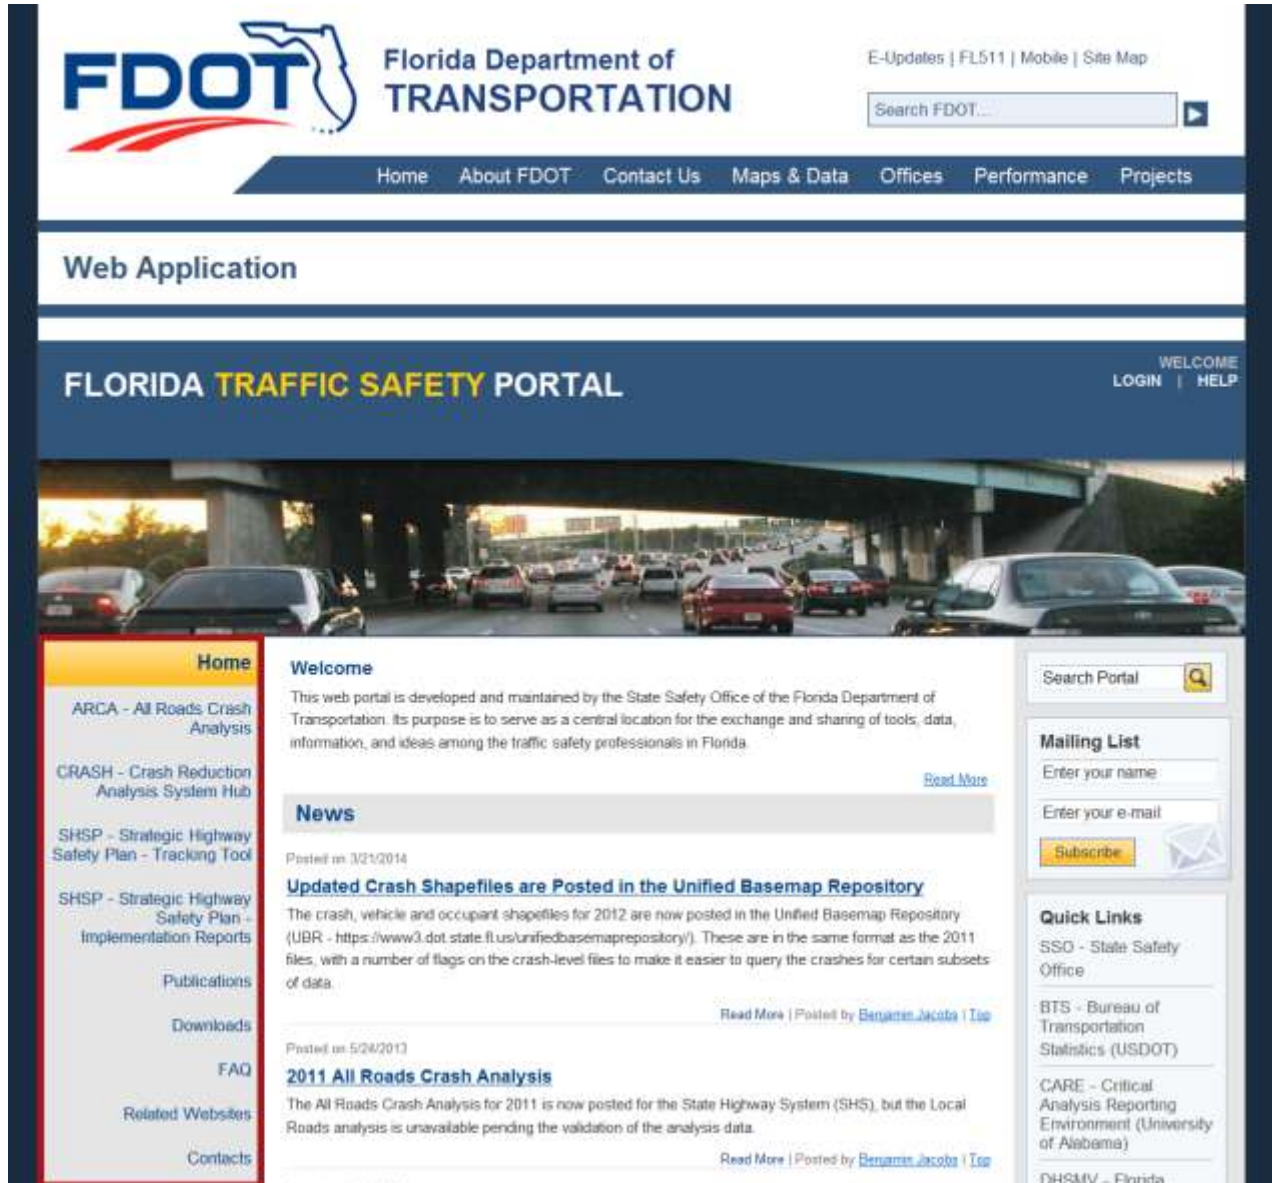 FDOT
Florida Department of
TRANSPORTATION
E-Updates | FL511 | Mobile | Site Map
Search FDOT...
Home About FDOT Contact Us Maps & Data Offices Performance Projects
Web Application
FLORIDA TRAFFIC SAFETY PORTAL
WELCOME
LOGIN | HELP
Home
ARCA - All Roads Crash
Analysis
CRASH - Crash Reduction
Analysis System Hub
SHSP - Strategic Highway
Safety Plan - Tracking Tool
SHSP - Strategic Highway
Safety Plan -
Implementation Reports
Publications
Downloads
FAQ
Related Websites
Contacts
Welcome
This web portal is developed and maintained by the State Safety Office of the Florida Department of
Transportation. Its purpose is to serve as a central location for the exchange and sharing of tools, data,
information, and ideas among the traffic safety professionals in Florida.
Read More
News
Posted on 3/21/2014
Updated Crash Shapefiles are Posted in the Unified Basemap Repository
The crash, vehicle and occupant shapefiles for 2012 are now posted in the Unified Basemap Repository
(UBR - https://www3.dot.state.fl.us/unifiedbasemaprepository/). These are in the same format as the 2011
files, with a number of flags on the crash-level files to make it easier to query the crashes for certain subsets
of data.
Read More | Posted by Benjamin Jacobs | Top
Posted on 5/24/2013
2011 All Roads Crash Analysis
The All Roads Crash Analysis for 2011 is now posted for the State Highway System (SHS), but the Local
Roads analysis is unavailable pending the validation of the analysis data.
Read More | Posted by Benjamin Jacobs | Top
Search Portal
Mailing List
Enter your name
Enter your e-mail
Subscribe
Quick Links
SSO - State Safety
Office
BTS - Bureau of
Transportation
Statistics (USDOT)
CARE - Critical
Analysis Reporting
Environment (University
of Alabama)
DHSMV - Florida